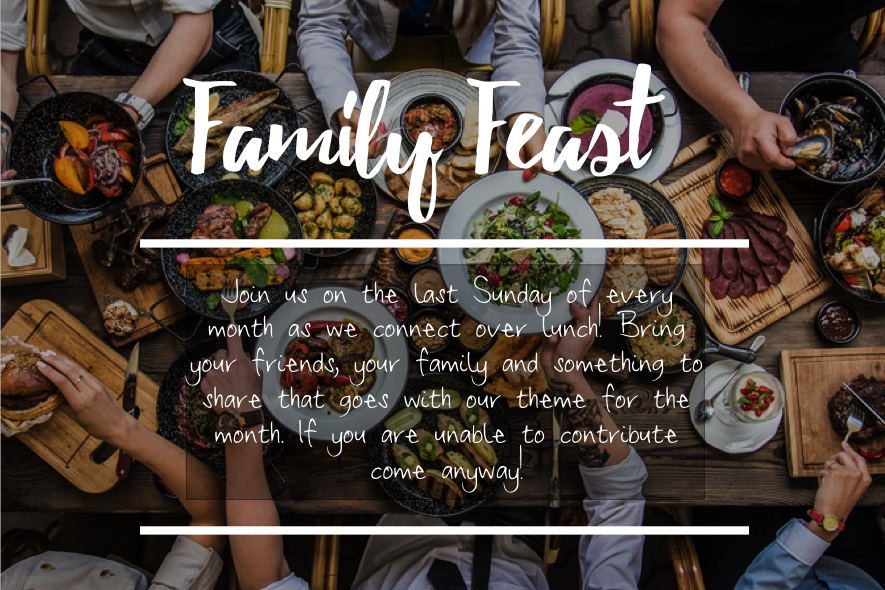 Family Feast
Join us on the last Sunday of every
month as we connect over lunch! Bring
your friends, your family and something to
share that goes with our theme for the
month. If you are unable to contribute
come anyway!